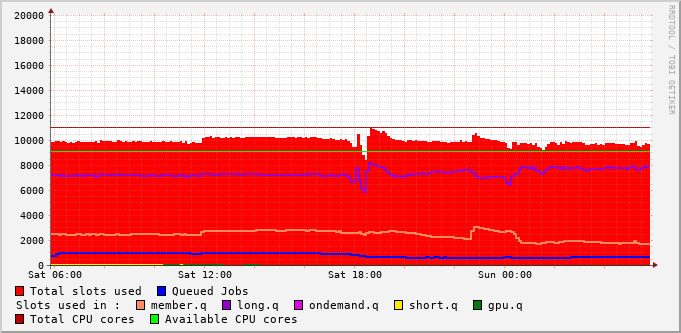 20000
18000
16000
14000
12000
10000
8000
6000
4000
2000
0
Sat 06:00 Sat 12:00 Sat 18:00 Sun 00:00
Total slots used Queued Jobs
Slots used in : member.q long.q ondemand.q short.q gpu.q
Total CPU cores Available CPU cores
RRDTOOL / TOBI OETIKER